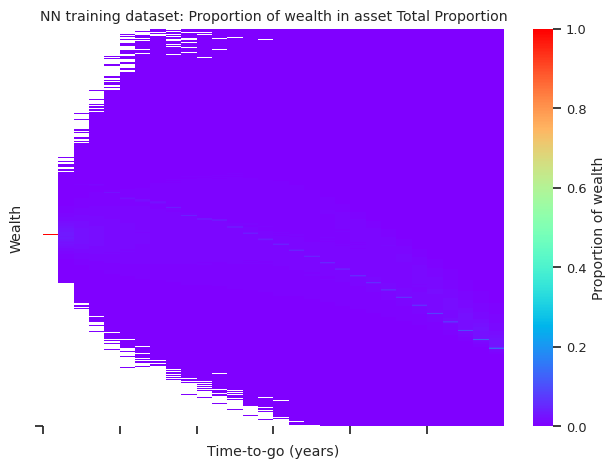 NN training dataset: Proportion of wealth in asset Total Proportion
1.0
0.8
0.6
0.4
0.2
0.0
Proportion of wealth
Wealth
Time-to-go (years)